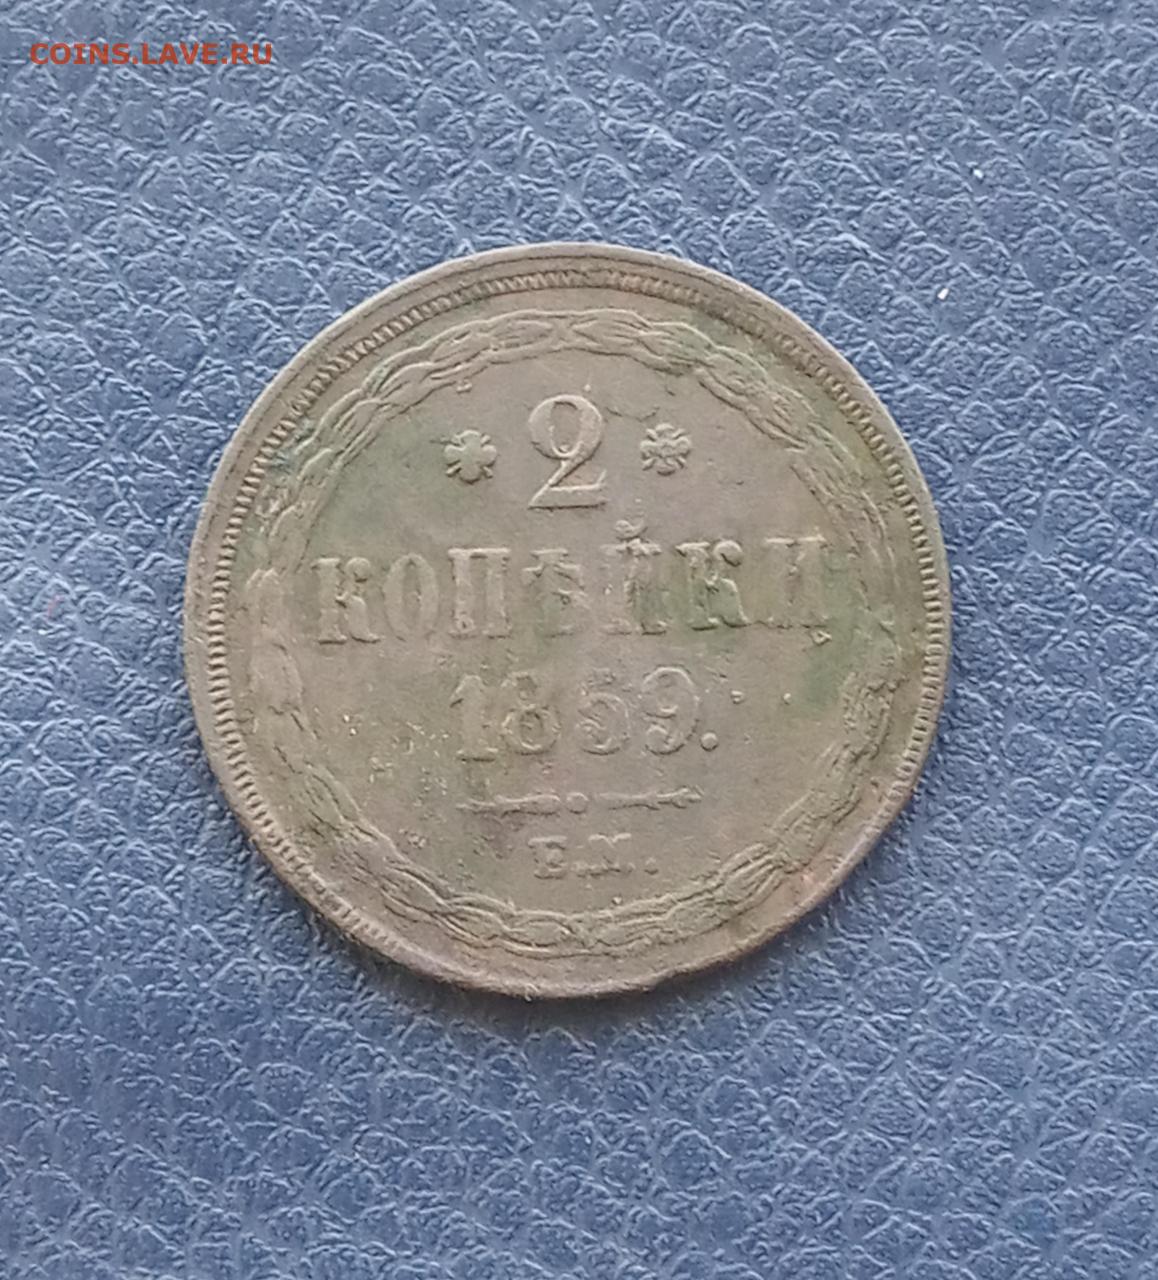 COINS.LAVE.RU
2
КОПѢЙКИ
1859.
Е.М.